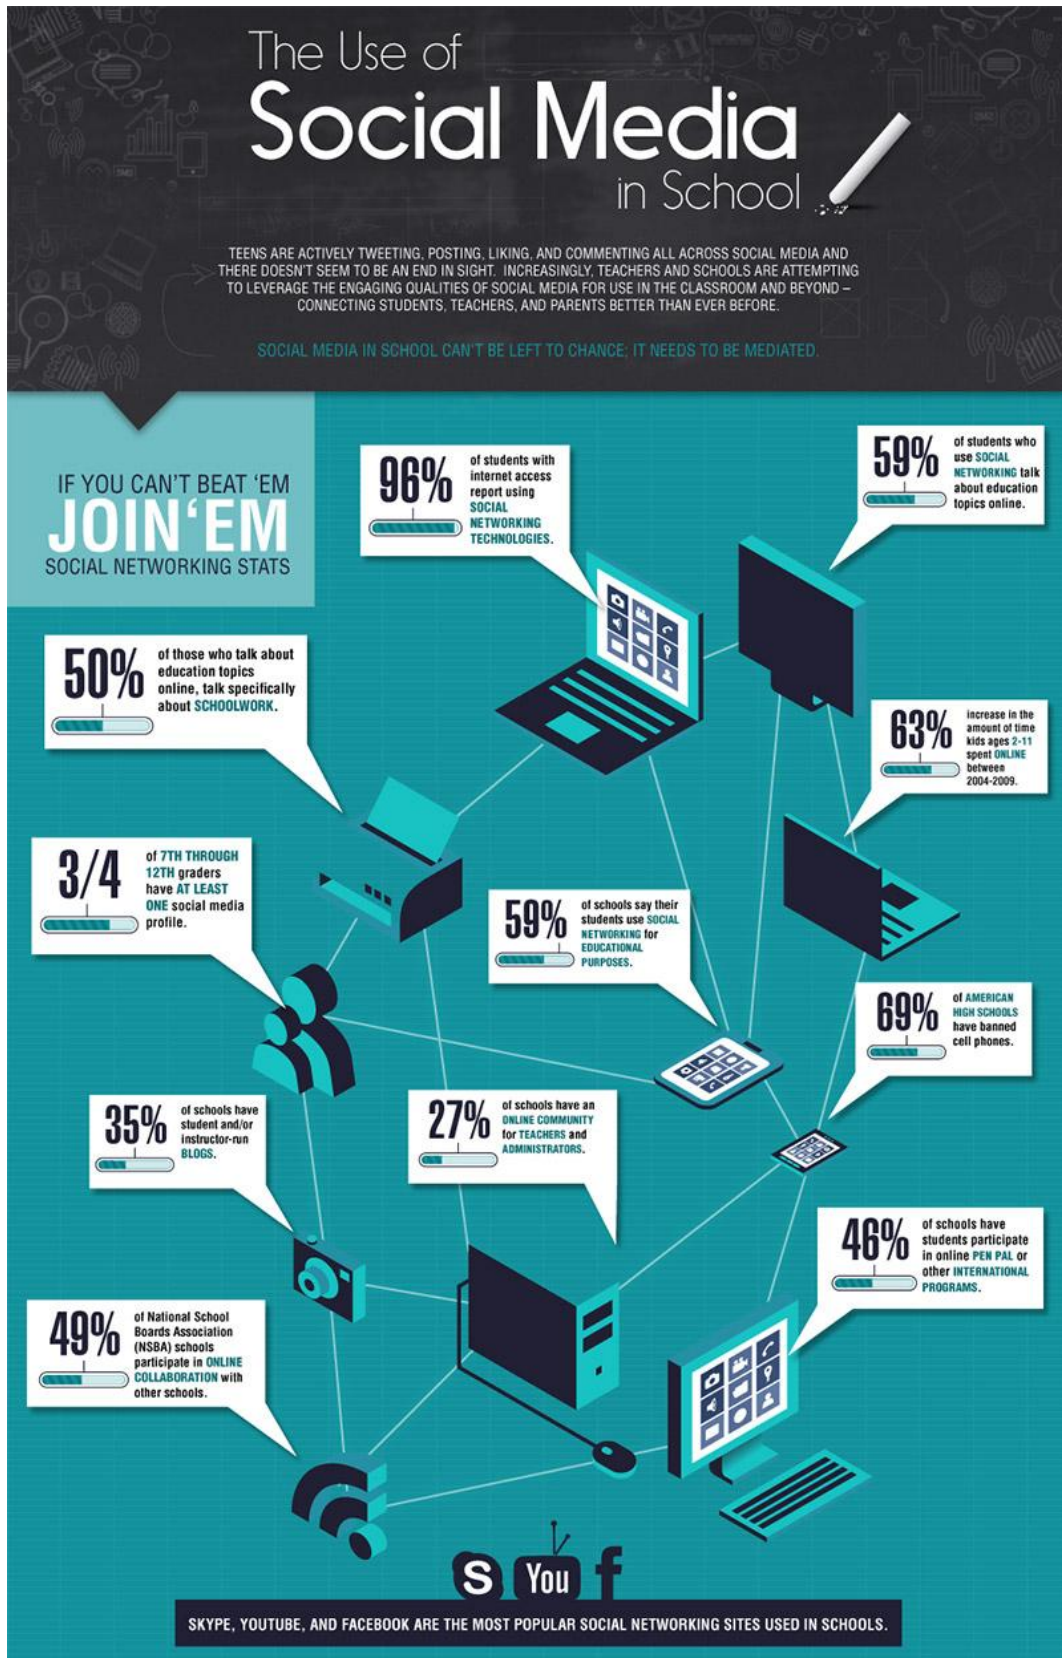 The Use of
Social Media
in School
TEENS ARE ACTIVELY TWEETING, POSTING, LIKING, AND COMMENTING ALL ACROSS SOCIAL MEDIA AND
THERE DOESN'T SEEM TO BE AN END IN SIGHT. INCREASINGLY, TEACHERS AND SCHOOLS ARE ATTEMPTING
TO LEVERAGE THE ENGAGING QUALITIES OF SOCIAL MEDIA FOR USE IN THE CLASSROOM AND BEYOND –
CONNECTING STUDENTS, TEACHERS, AND PARENTS BETTER THAN EVER BEFORE.
SOCIAL MEDIA IN SCHOOL CAN'T BE LEFT TO CHANCE; IT NEEDS TO BE MEDIATED.
IF YOU CAN'T BEAT 'EM
JOIN 'EM
SOCIAL NETWORKING STATS
96%
of students with
internet access
report using
SOCIAL
NETWORKING
TECHNOLOGIES.
59%
of students who
use SOCIAL
NETWORKING talk
about education
topics online.
50%
of those who talk about
education topics
online, talk specifically
about SCHOOLWORK.
63%
increase in the
amount of time
kids ages 2-11
spent ONLINE
between
2004-2009.
3/4
of 7TH THROUGH
12TH graders
have AT LEAST
ONE social media
profile.
59%
of schools say their
students use SOCIAL
NETWORKING for
EDUCATIONAL
PURPOSES.
69%
of AMERICAN
HIGH SCHOOLS
have banned
cell phones.
35%
of schools have
student and/or
instructor-run
BLOGS.
27%
of schools have an
ONLINE COMMUNITY
for TEACHERS and
ADMINISTRATORS.
46%
of schools have
students participate
in online PEN PAL or
other INTERNATIONAL
PROGRAMS.
49%
of National School
Boards Association
(NSBA) schools
participate in ONLINE
COLLABORATION with
other schools.
S You f
SKYPE, YOUTUBE, AND FACEBOOK ARE THE MOST POPULAR SOCIAL NETWORKING SITES USED IN SCHOOLS.